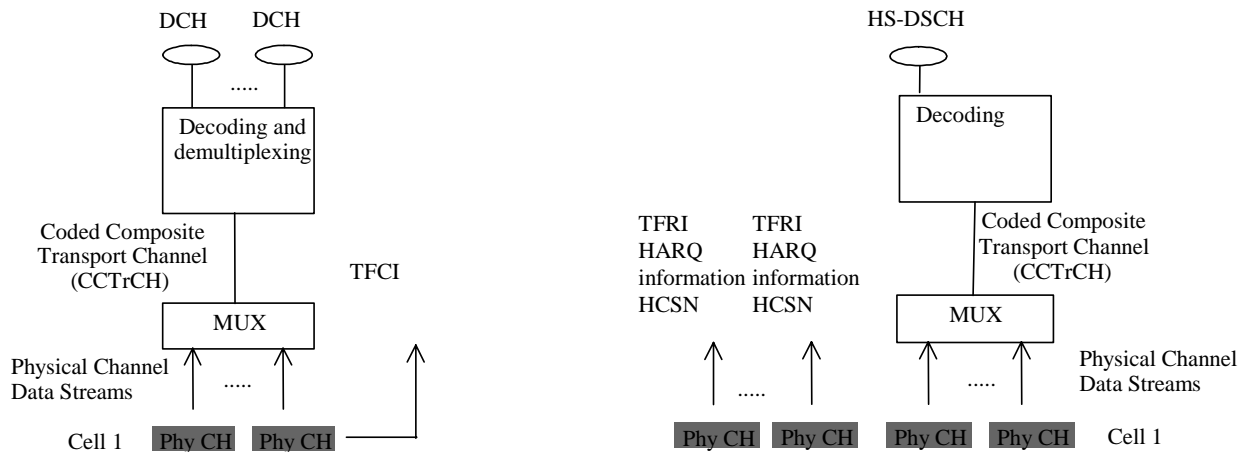 DCH DCH
.....
Decoding and
demultiplexing
Coded Composite
Transport Channel
(CCTrCH)
TFCI
MUX
Physical Channel
Data Streams
.....
Cell 1 Phy CH Phy CH
HS-DSCH
Decoding
TFRI
HARQ
information
HCSN
TFRI
HARQ
information
HCSN
Coded Composite
Transport Channel
(CCTrCH)
MUX
Physical Channel
Data Streams
.....
.....
Phy CH Phy CH Phy CH Phy CH Cell 1